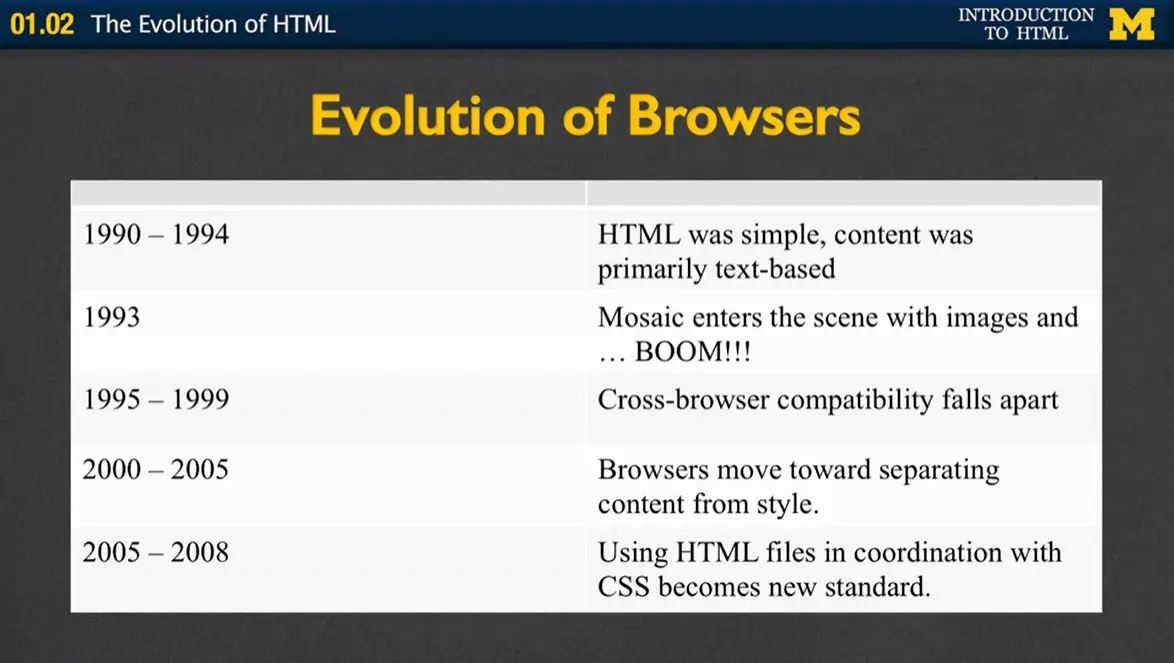 01.02 The Evolution of HTML
INTRODUCTION
TO HTML
M
Evolution of Browsers
1990 – 1994
HTML was simple, content was
primarily text-based
1993
Mosaic enters the scene with images and
… BOOM!!!
1995 – 1999
Cross-browser compatibility falls apart
2000 – 2005
Browsers move toward separating
content from style.
2005 – 2008
Using HTML files in coordination with
CSS becomes new standard.